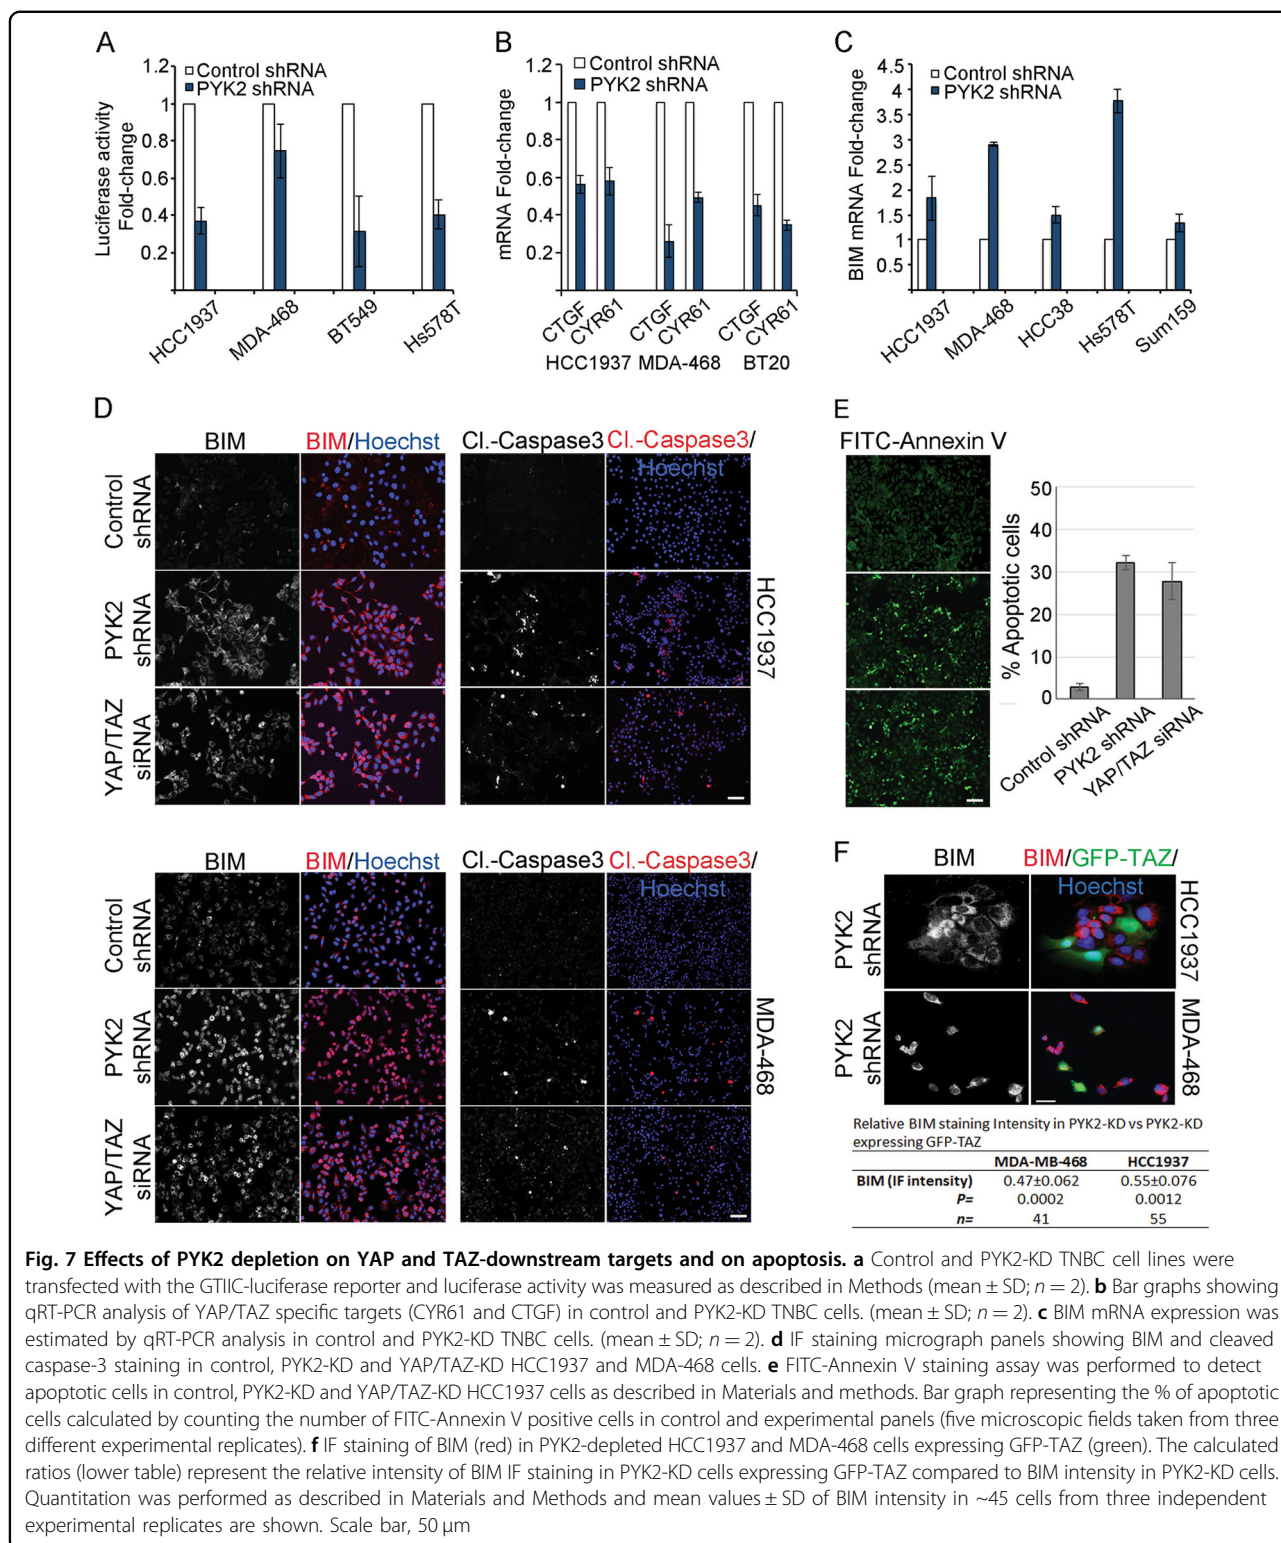 A
1.2
1
0.8
0.6
0.4
0.2
Luciferase activity
Fold-change
Control shRNA
PYK2 shRNA
HCC1937
MDA-468
BT549
Hs578T
B
1.2
1
0.8
0.6
0.4
0.2
mRNA Fold-change
Control shRNA
PYK2 shRNA
CTGF
CYR61
CTGF
CYR61
CTGF
CYR61
HCC1937 MDA-468 BT20
C
4.5
4
3.5
3
2.5
2
1.5
1
0.5
BIM mRNA Fold-change
Control shRNA
PYK2 shRNA
HCC1937
MDA-468
HCC38
Hs578T
Sum159
D
BIM BIM/Hoechst Cl.-Caspase3 Cl.-Caspase3/
Hoechst
Control
shRNA
PYK2
shRNA
YAP/TAZ
siRNA
HCC1937
BIM BIM/Hoechst Cl.-Caspase3 Cl.-Caspase3/
Hoechst
Control
shRNA
PYK2
shRNA
YAP/TAZ
siRNA
MDA-468
E
FITC-Annexin V
50
40
30
20
10
0
% Apoptotic cells
Control shRNA
PYK2 shRNA
YAP/TAZ siRNA
F
BIM BIM/GFP-TAZ/
Hoechst
PYK2
shRNA
HCC1937
PYK2
shRNA
MDA-468
Relative BIM staining Intensity in PYK2-KD vs PYK2-KD
expressing GFP-TAZ
MDA-MB-468 HCC1937
BIM (IF intensity) 0.47±0.062 0.55±0.076
P= 0.0002 0.0012
n= 41 55
Fig. 7 Effects of PYK2 depletion on YAP and TAZ-downstream targets and on apoptosis. a Control and PYK2-KD TNBC cell lines were
transfected with the GTIIC-luciferase reporter and luciferase activity was measured as described in Methods (mean ± SD; n = 2). b Bar graphs showing
qRT-PCR analysis of YAP/TAZ specific targets (CYR61 and CTGF) in control and PYK2-KD TNBC cells. (mean ± SD; n = 2). c BIM mRNA expression was
estimated by qRT-PCR analysis in control and PYK2-KD TNBC cells. (mean ± SD; n = 2). d IF staining micrograph panels showing BIM and cleaved
caspase-3 staining in control, PYK2-KD and YAP/TAZ-KD HCC1937 and MDA-468 cells. e FITC-Annexin V staining assay was performed to detect
apoptotic cells in control, PYK2-KD and YAP/TAZ-KD HCC1937 cells as described in Materials and methods. Bar graph representing the % of apoptotic
cells calculated by counting the number of FITC-Annexin V positive cells in control and experimental panels (five microscopic fields taken from three
different experimental replicates). f IF staining of BIM (red) in PYK2-depleted HCC1937 and MDA-468 cells expressing GFP-TAZ (green). The calculated
ratios (lower table) represent the relative intensity of BIM IF staining in PYK2-KD cells expressing GFP-TAZ compared to BIM intensity in PYK2-KD cells.
Quantitation was performed as described in Materials and Methods and mean values ± SD of BIM intensity in ~45 cells from three independent
experimental replicates are shown. Scale bar, 50 µm